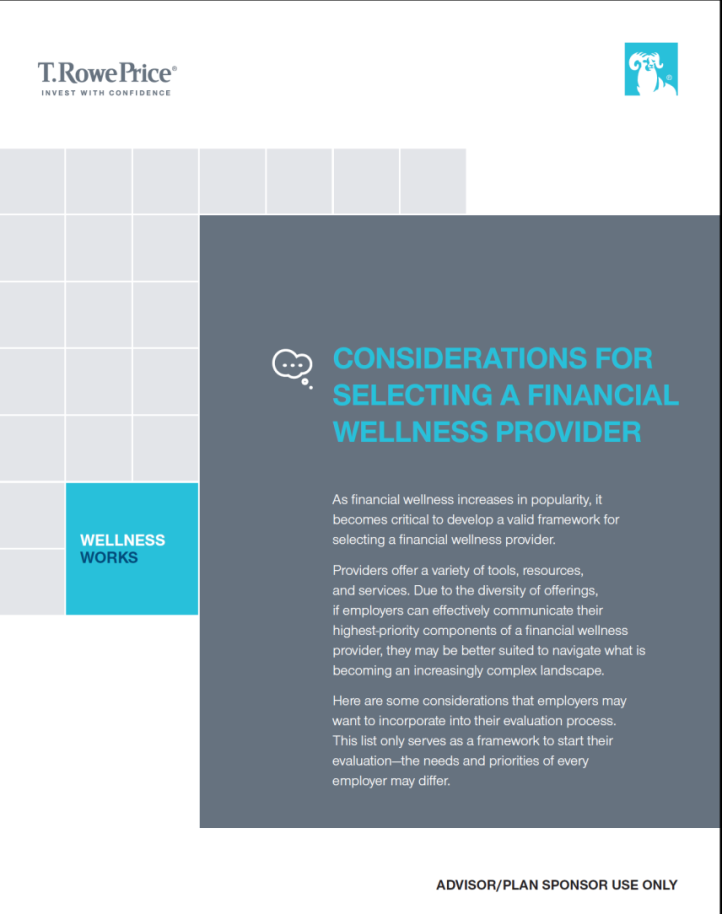 T.RowePrice®
INVEST WITH CONFIDENCE
®
CONSIDERATIONS FOR
SELECTING A FINANCIAL
WELLNESS PROVIDER
As financial wellness increases in popularity, it
becomes critical to develop a valid framework for
selecting a financial wellness provider.
Providers offer a variety of tools, resources,
and services. Due to the diversity of offerings,
if employers can effectively communicate their
highest-priority components of a financial wellness
provider, they may be better suited to navigate what is
becoming an increasingly complex landscape.
Here are some considerations that employers may
want to incorporate into their evaluation process.
This list only serves as a framework to start their
evaluation—the needs and priorities of every
employer may differ.
WELLNESS
WORKS
ADVISOR/PLAN SPONSOR USE ONLY